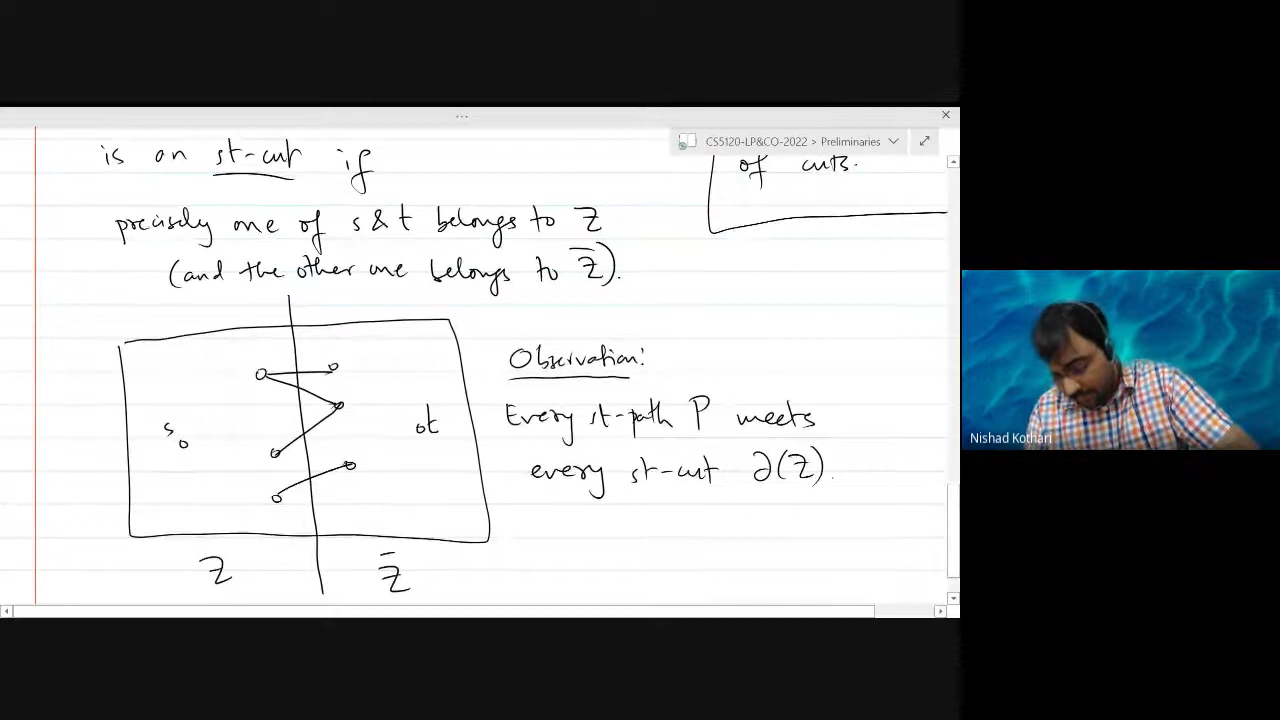 CS5120-LP&CO-2022 > Preliminaries
is an st-cut if
of cuts.
precisely one of s & t belongs to Z
(and the other one belongs to Z̅).
Observation:
Every st-path P meets
every st-cut ∂(Z).
s
t
Z
Z̅
Nishad Kothari